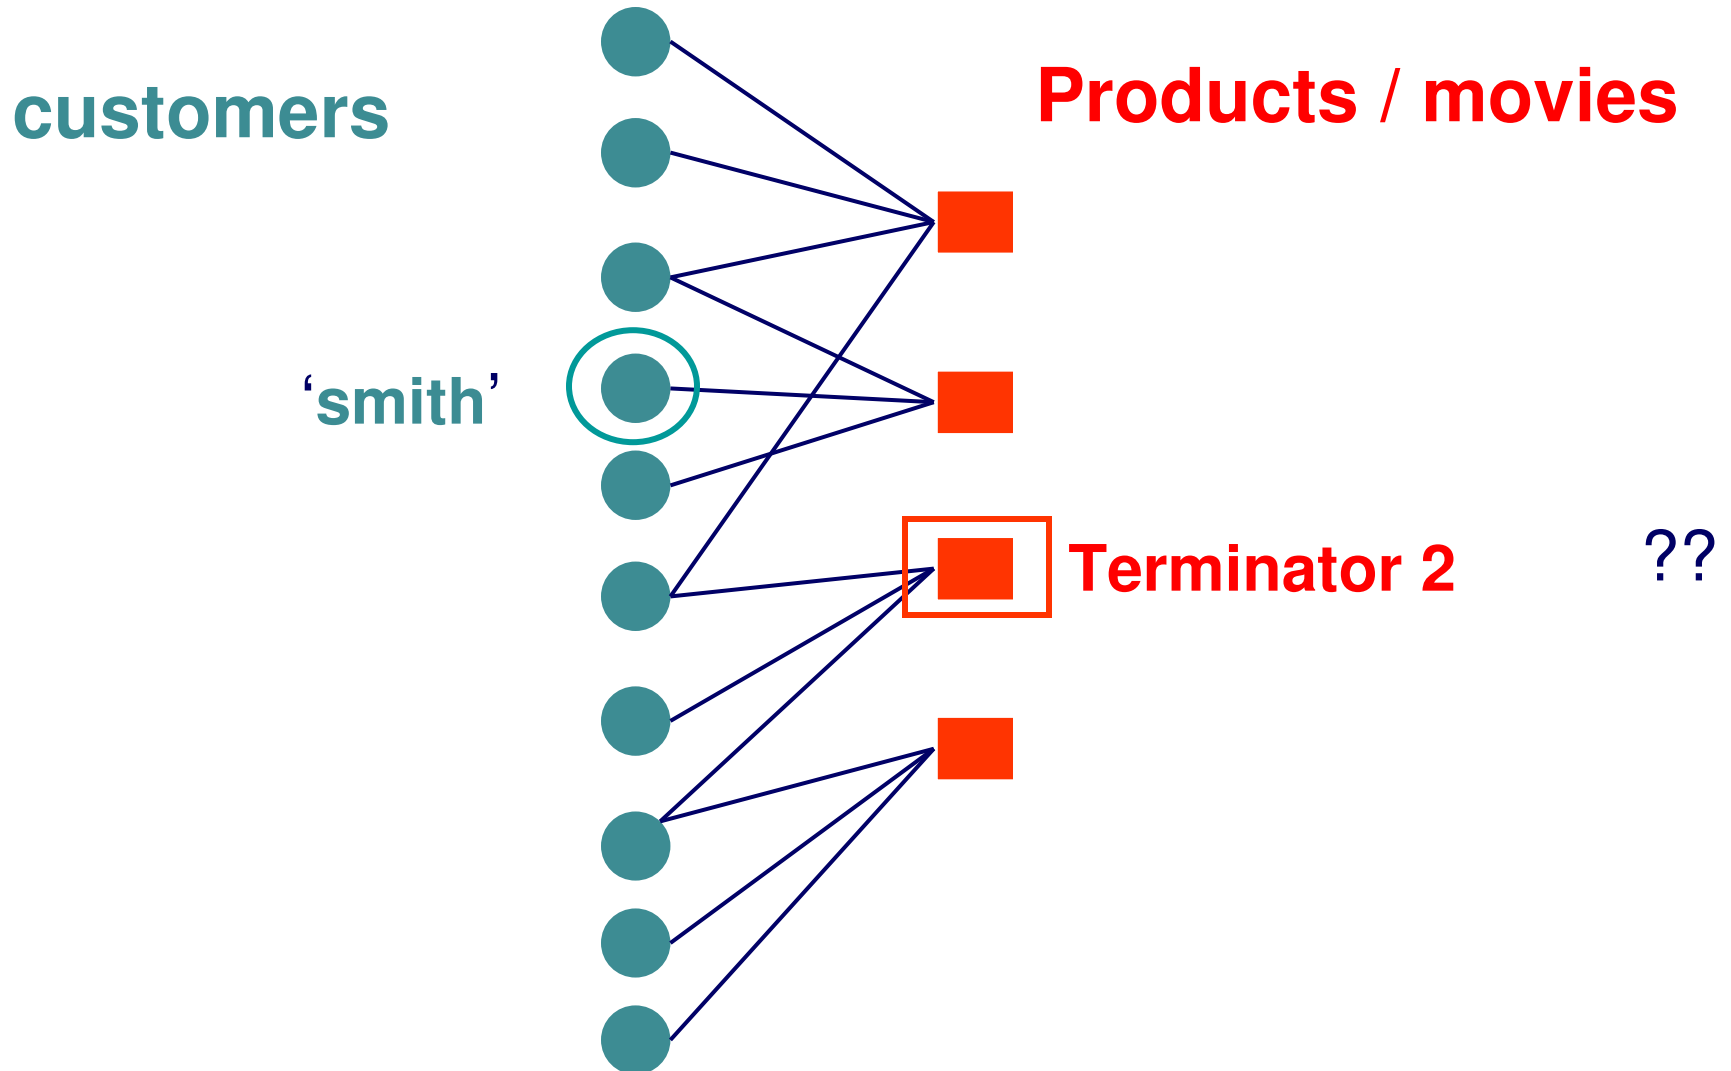 customers
Products / movies
‘smith’
Terminator 2
??